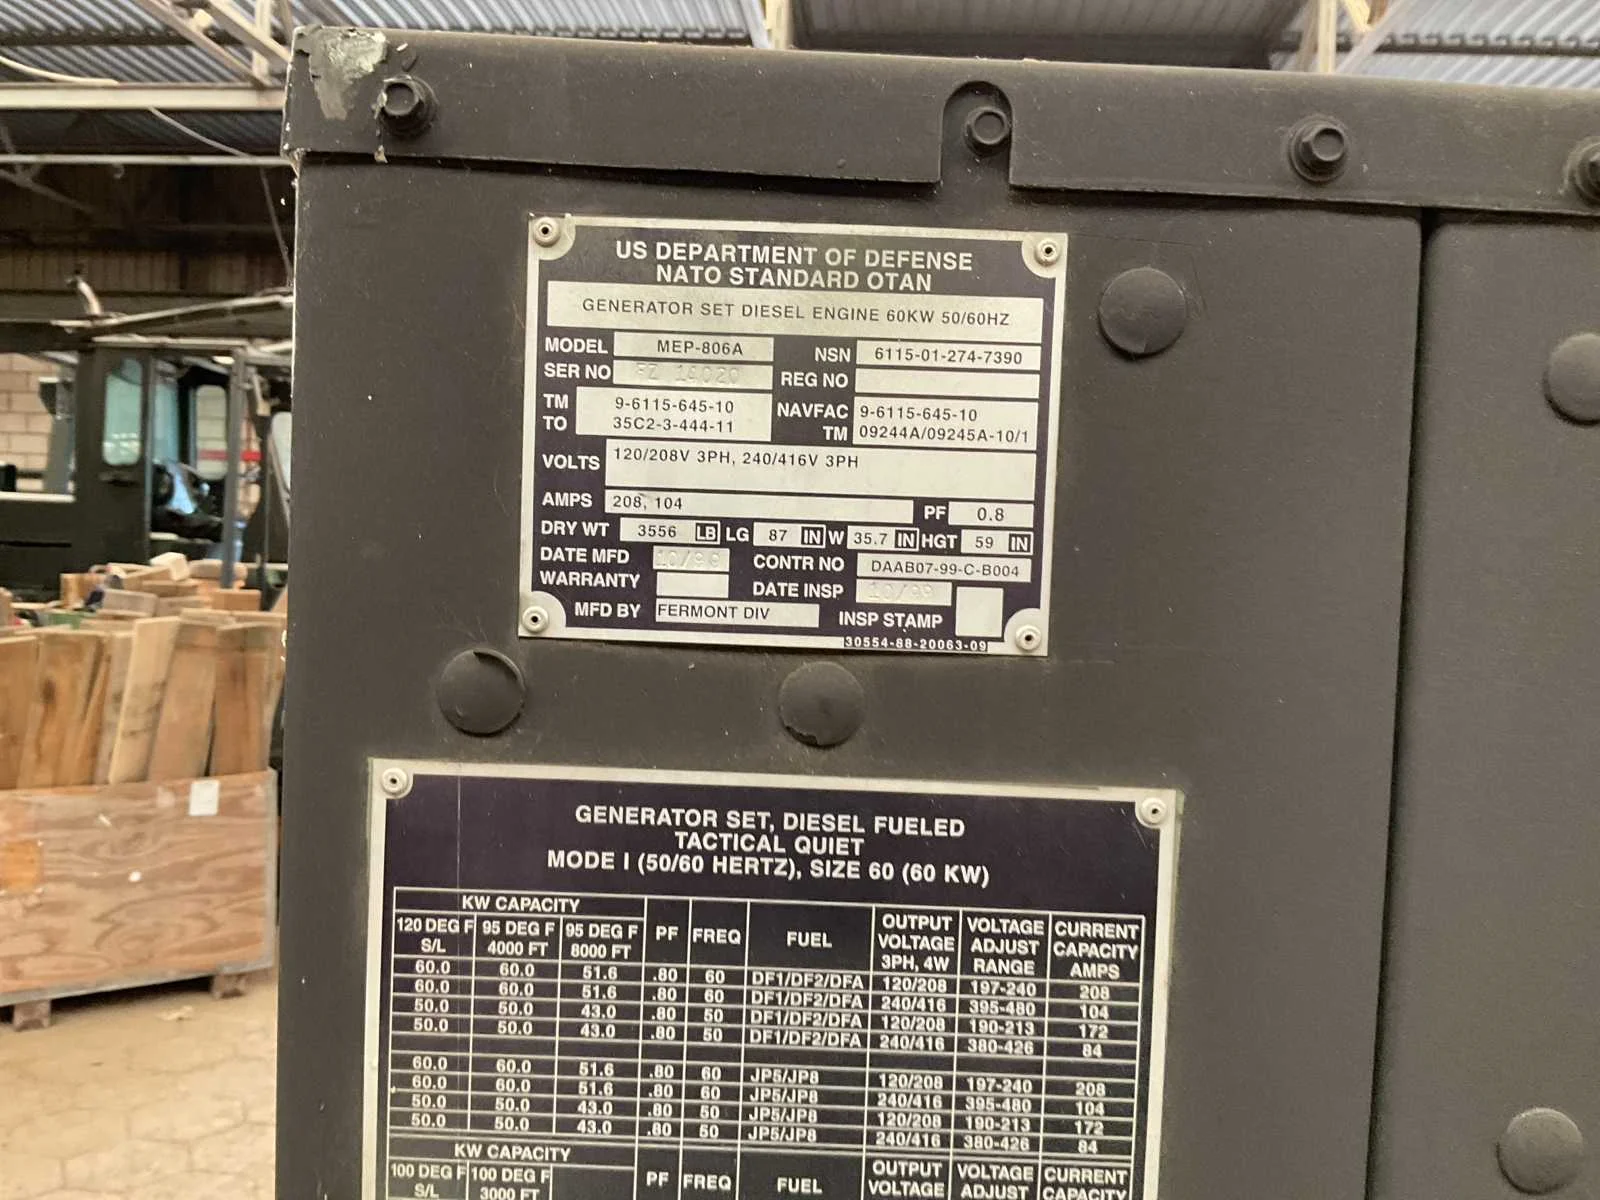 US DEPARTMENT OF DEFENSE
NATO STANDARD OTAN
GENERATOR SET DIESEL ENGINE 60KW 50/60HZ
MODEL MEP-806A NSN 6115-01-274-7390
SER NO FZ 14020 REG NO
TM 9-6115-645-10 NAVFAC 9-6115-645-10
TO 35C2-3-444-11 TM 09244A/09245A-10/1
VOLTS 120/208V 3PH, 240/416V 3PH
AMPS 208, 104 PF 0.8
DRY WT 3556 LB LG 87 IN W 35.7 IN HGT 59 IN
DATE MFD 10/99 CONTR NO DAAB07-99-C-B004
WARRANTY DATE INSP 10/99
MFD BY FERMONT DIV INSP STAMP
30554-88-20063-09
GENERATOR SET, DIESEL FUELED
TACTICAL QUIET
MODE I (50/60 HERTZ), SIZE 60 (60 KW)
KW CAPACITY
120 DEG F S/L 95 DEG F 4000 FT 95 DEG F 8000 FT PF FREQ FUEL OUTPUT VOLTAGE 3PH, 4W VOLTAGE ADJUST RANGE CURRENT CAPACITY AMPS
60.0 60.0 51.6 .80 60 DF1/DF2/DFA 120/208 197-240 208
60.0 60.0 51.6 .80 60 DF1/DF2/DFA 240/416 395-480 104
50.0 50.0 43.0 .80 50 DF1/DF2/DFA 120/208 190-213 172
50.0 50.0 43.0 .80 50 DF1/DF2/DFA 240/416 380-426 84
60.0 60.0 51.6 .80 60 JP5/JP8 120/208 197-240 208
60.0 60.0 51.6 .80 60 JP5/JP8 240/416 395-480 104
50.0 50.0 43.0 .80 50 JP5/JP8 120/208 190-213 172
50.0 50.0 43.0 .80 50 JP5/JP8 240/416 380-426 84
KW CAPACITY
100 DEG F S/L 100 DEG F 3000 FT PF FREQ FUEL OUTPUT VOLTAGE VOLTAGE ADJUST CURRENT CAPACITY